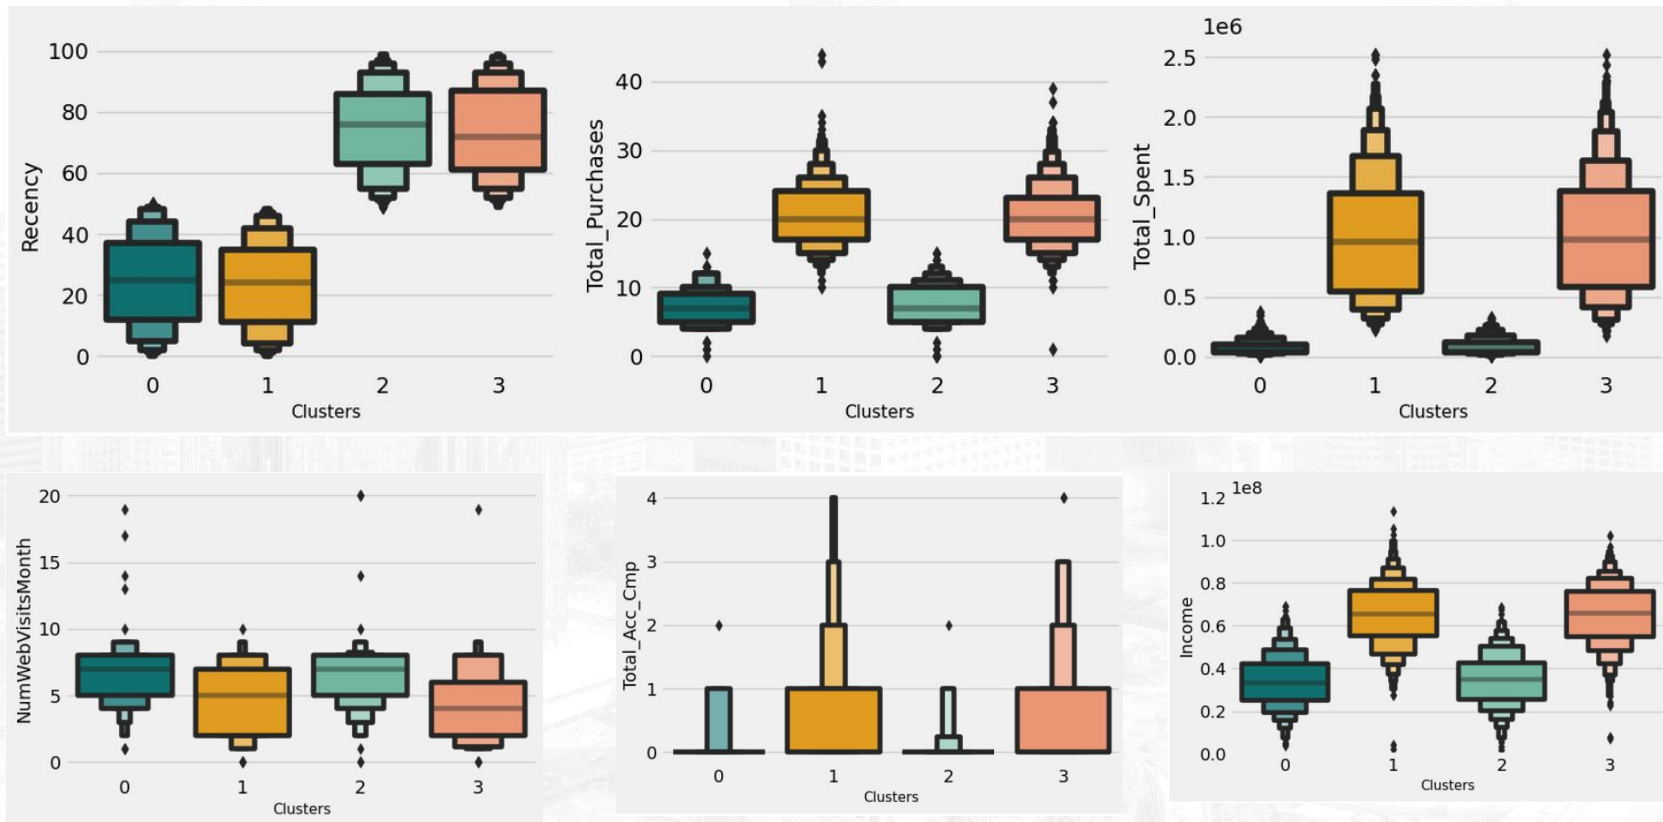 Recency
100
80
60
40
20
0
0 1 2 3
Clusters
Total_Purchases
40
30
20
10
0
0 1 2 3
Clusters
1e6
Total_Spent
2.5
2.0
1.5
1.0
0.5
0.0
0 1 2 3
Clusters
NumWebVisitsMonth
20
15
10
5
0
0 1 2 3
Clusters
Total_Acc_Cmp
4
3
2
1
0
0 1 2 3
Clusters
1e8
Income
1.2
1.0
0.8
0.6
0.4
0.2
0.0
0 1 2 3
Clusters